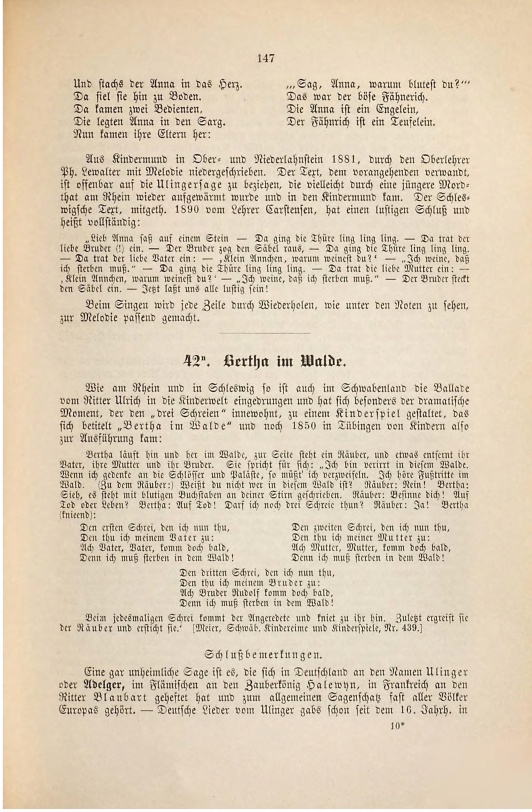 147
Und stachs der Anna in das Herz.
Da fiel sie hin zu Boden.
Da kamen zwei Bedienten,
Die legten Anna in den Sarg.
Nun kamen ihre Eltern her:
„„Sag, Anna, warum blutest du?“"
Das war der böse Fähnerich.
Die Anna ist ein Engelein,
Der Fähnrich ist ein Teufelein.
Aus Kindermund in Ober- und Niederlahnstein 1881, durch den Oberlehrer
Ph. Lewalter mit Melodie niedergeschrieben. Der Text, dem vorangehenden verwandt,
ist offenbar auf die Ulingersage zu beziehen, die vielleicht durch eine jüngere Mord-
that am Rhein wieder aufgewärmt wurde und in den Kindermund kam. Der Schles-
wigsche Text, mitgeth. 1890 vom Lehrer Carstensen, hat einen lustigen Schluß und
heißt vollständig:
„Lieb Anna saß auf einem Stein — Da ging die Thüre ling ling ling. — Da trat der
liebe Bruder (!) ein. — Der Bruder zog den Säbel raus, — Da ging die Thüre ling ling ling.
— Da trat der liebe Vater ein: — ‚Klein Annchen, warum weinest du?‘ — „Ich weine, daß
ich sterben muß.“ — Da ging die Thüre ling ling ling. — Da trat die liebe Mutter ein: —
‚Klein Annchen, warum weinest du?‘ — „Ich weine, daß ich sterben muß.“ — Der Bruder steckt
den Säbel ein. — Jetzt laßt uns alle lustig sein!
Beim Singen wird jede Zeile durch Wiederholen, wie unter den Noten zu sehen,
zur Melodie passend gemacht.
42ⁿ. Bertha im Walde.
Wie am Rhein und in Schleswig so ist auch im Schwabenland die Ballade
vom Ritter Ulrich in die Kinderwelt eingedrungen und hat sich besonders der dramatische
Moment, der den „drei Schreien“ innewohnt, zu einem Kinderspiel gestaltet, das
sich betitelt „Bertha im Walde“ und noch 1850 in Tübingen von Kindern also
zur Ausführung kam:
Bertha läuft hin und her im Walde, zur Seite steht ein Räuber, und etwas entfernt ihr
Vater, ihre Mutter und ihr Bruder. Sie spricht für sich: „Ich bin verirrt in diesem Walde.
Wenn ich gedenke an die Schlösser und Paläste, so müßt' ich verzweifeln. Ich höre Fußtritte im
Wald. (Zu dem Räuber:) Weißt du nicht wer in diesem Wald ist? Räuber: Nein! Bertha:
Sieh, es steht mit blutigen Buchstaben an deiner Stirn geschrieben. Räuber: Besinne dich! Auf
Tod oder Leben? Bertha: Auf Tod! Darf ich noch drei Schreie thun? Räuber: Ja! Bertha
(knieend):
Den ersten Schrei, den ich nun thu,
Den thu ich meinem Vater zu:
Ach Vater, Vater, komm doch bald,
Denn ich muß sterben in dem Wald!
Den zweiten Schrei, den ich nun thu,
Den thu ich meiner Mutter zu:
Ach Mutter, Mutter, komm doch bald,
Denn ich muß sterben in dem Wald!
Den dritten Schrei, den ich nun thu,
Den thu ich meinem Bruder zu:
Ach Bruder Rudolf komm doch bald,
Denn ich muß sterben in dem Wald!
Beim jedesmaligen Schrei kommt der Angeredete und kniet zu ihr hin. Zuletzt ergreift sie
der Räuber und ersticht sie.‘ [Meier, Schwäb. Kinderreime und Kinderspiele, Nr. 439.]
Schlußbemerkungen.
Eine gar unheimliche Sage ist es, die sich in Deutschland an den Namen Ulinger
oder Adelger, im Flämischen an den Zauberkönig Halewyn, in Frankreich an den
Ritter Blaubart geheftet hat und zum allgemeinen Sagenschatz fast aller Völker
Europas gehört. — Deutsche Lieder vom Ulinger gabs schon seit dem 16. Jahrh. in
10*